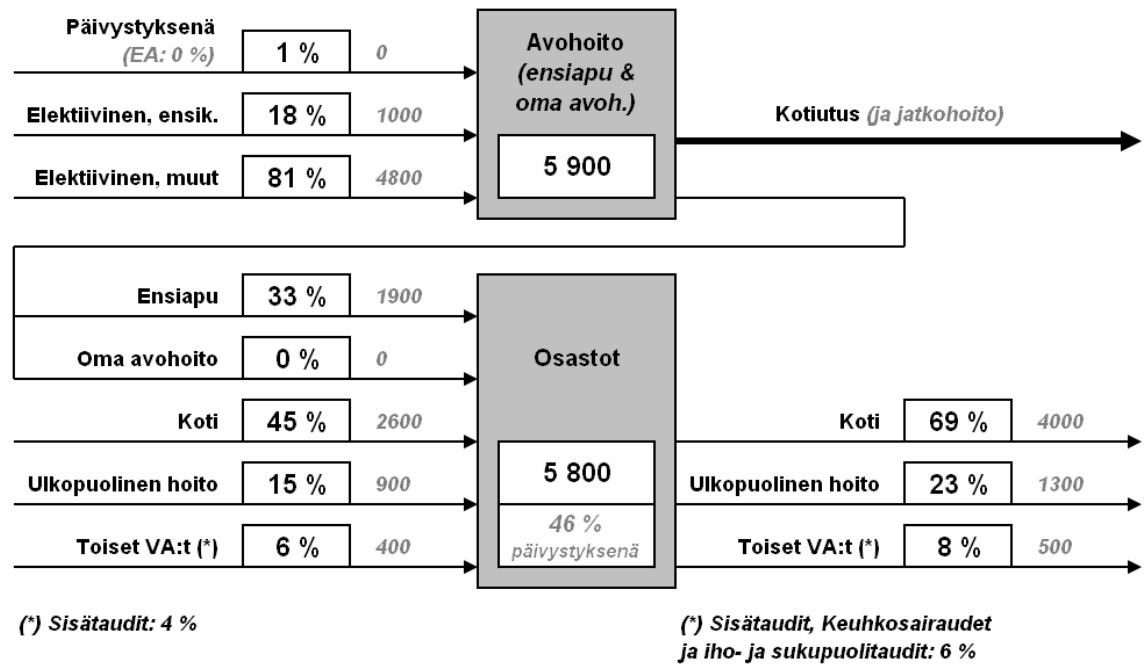 Päivystyksenä
(EA: 0 %)
1 %
0
Elektiivinen, ensik.
18 %
1000
Elektiivinen, muut
81 %
4800
Avohoito
(ensiapu &
oma avoh.)
5 900
Kotiutus (ja jatkohoito)
Ensiapu
33 %
1900
Oma avohoito
0 %
0
Koti
45 %
2600
Ulkopuolinen hoito
15 %
900
Toiset VA:t (*)
6 %
400
Osastot
5 800
46 %
päivystyksenä
Koti
69 %
4000
Ulkopuolinen hoito
23 %
1300
Toiset VA:t (*)
8 %
500
(*) Sisätaudit: 4 %
(*) Sisätaudit, Keuhkosairaudet
ja iho- ja sukupuolitaudit: 6 %